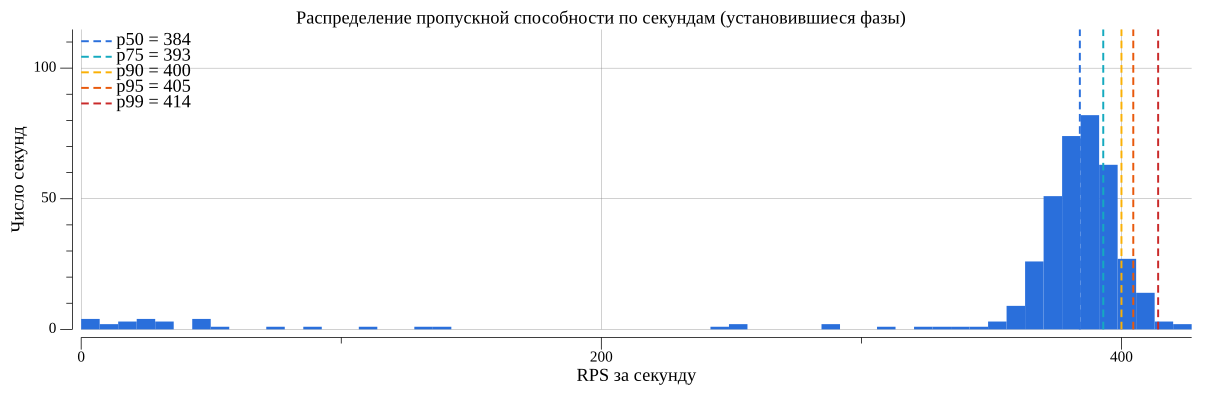 Распределение пропускной способности по секундам (установившиеся фазы)
p50 = 384
p75 = 393
p90 = 400
p95 = 405
p99 = 414
Число секунд
100
50
0
0
200
400
RPS за секунду